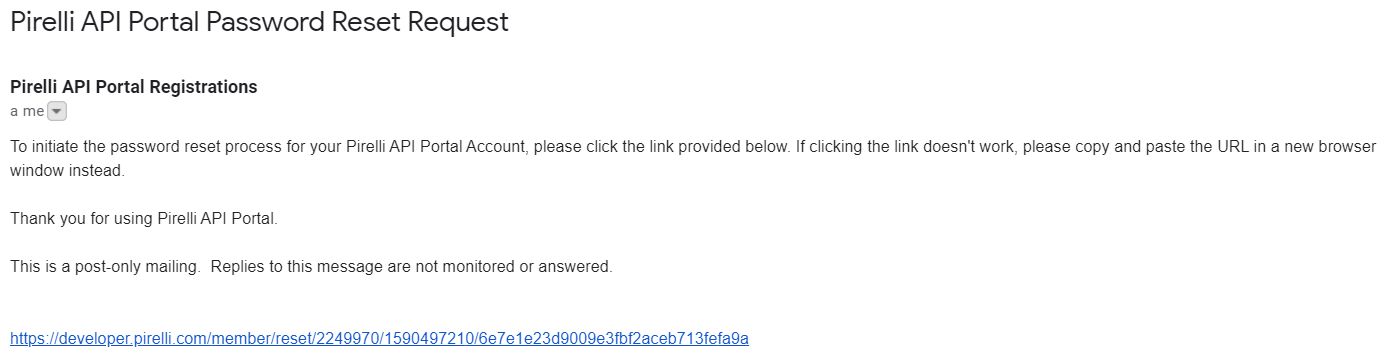 Pirelli API Portal Password Reset Request
Pirelli API Portal Registrations
a me
To initiate the password reset process for your Pirelli API Portal Account, please click the link provided below. If clicking the link doesn't work, please copy and paste the URL in a new browser
window instead.
Thank you for using Pirelli API Portal.
This is a post-only mailing.  Replies to this message are not monitored or answered.
https://developer.pirelli.com/member/reset/2249970/1590497210/6e7e1e23d9009e3fbf2aceb713fefa9a